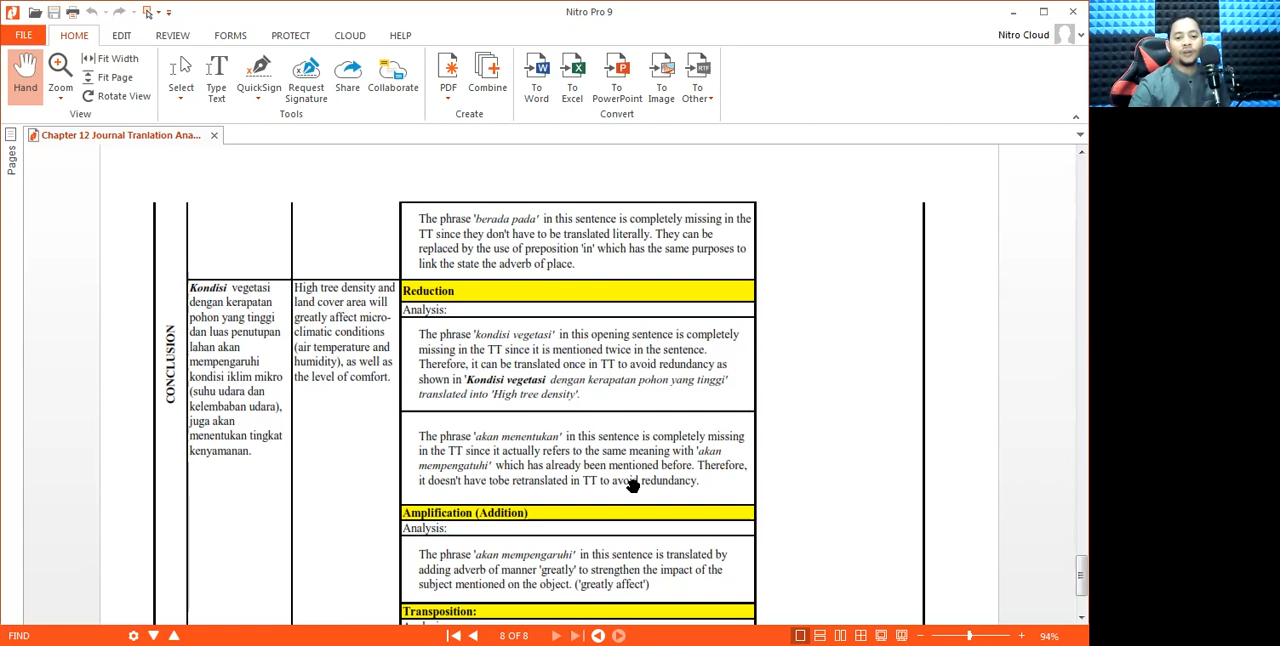 Nitro Pro 9
FILE
HOME
EDIT
REVIEW
FORMS
PROTECT
CLOUD
HELP
Nitro Cloud
Hand
Zoom
Fit Width
Fit Page
Rotate View
View
Select
Type
Text
QuickSign
Request
Signature
Share
Collaborate
Tools
PDF
Combine
Create
To
Word
To
Excel
To
PowerPoint
To
Image
To
Other
Convert
Chapter 12 Journal Tranlation Ana...
Pages
CONCLUSION
The phrase 'berada pada' in this sentence is completely missing in the
TT since they don't have to be translated literally. They can be
replaced by the use of preposition 'in' which has the same purposes to
link the state the adverb of place.
Kondisi vegetasi
dengan kerapatan
pohon yang tinggi
dan luas penutupan
lahan akan
mempengaruhi
kondisi iklim mikro
(suhu udara dan
kelembaban udara),
juga akan
menentukan tingkat
kenyamanan.
High tree density and
land cover area will
greatly affect micro-
climatic conditions
(air temperature and
humidity), as well as
the level of comfort.
Reduction
Analysis:
The phrase 'kondisi vegetasi' in this opening sentence is completely
missing in the TT since it is mentioned twice in the sentence.
Therefore, it can be translated once in TT to avoid redundancy as
shown in 'Kondisi vegetasi dengan kerapatan pohon yang tinggi'
translated into 'High tree density'.
The phrase 'akan menentukan' in this sentence is completely missing
in the TT since it actually refers to the same meaning with 'akan
mempengatuhi' which has already been mentioned before. Therefore,
it doesn't have tobe retranslated in TT to avoid redundancy.
Amplification (Addition)
Analysis:
The phrase 'akan mempengaruhi' in this sentence is translated by
adding adverb of manner 'greatly' to strengthen the impact of the
subject mentioned on the object. ('greatly affect')
Transposition:
FIND
8 OF 8
94%